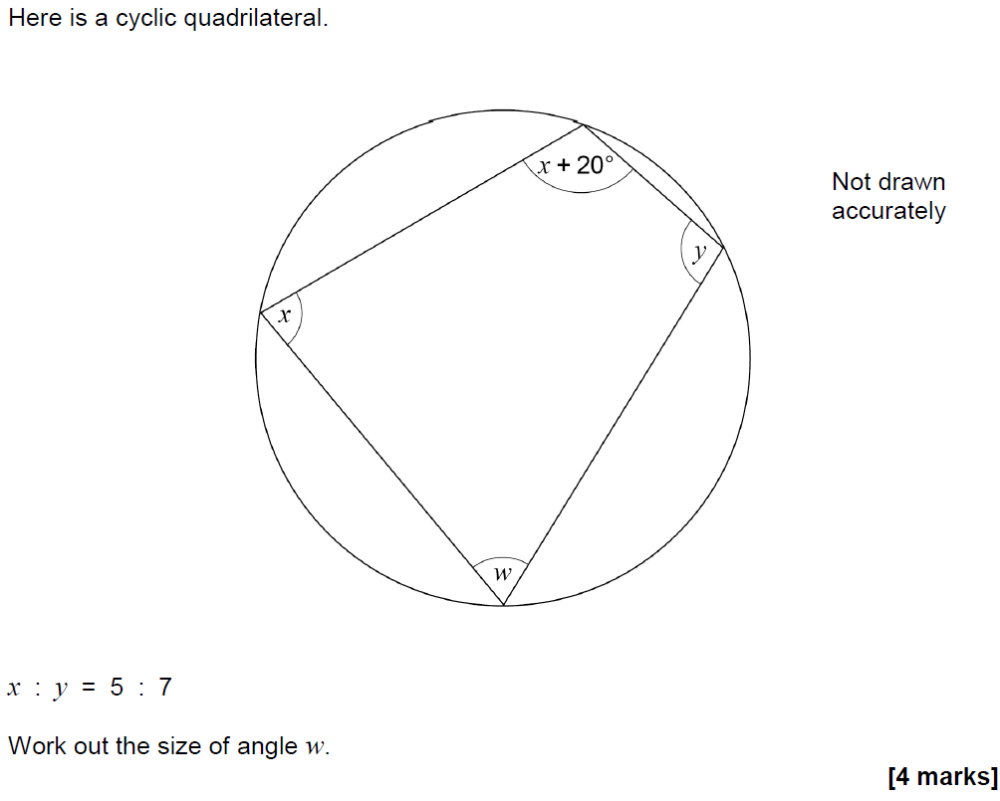 Here is a cyclic quadrilateral.
x + 20°
Not drawn
accurately
y
x
w
x : y = 5 : 7
Work out the size of angle w.
[4 marks]